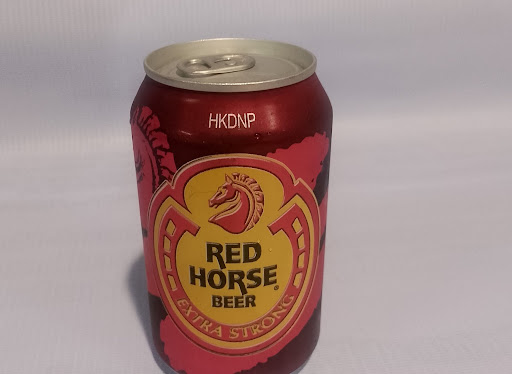 HKDNP
RED
HORSE®
BEER
EXTRA STRONG